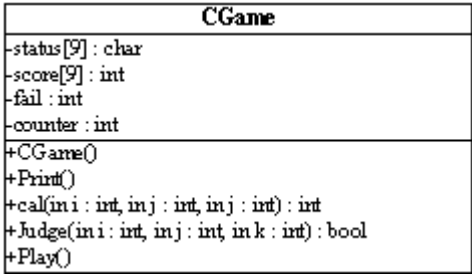 CGame
-status[9] : char
-score[9] : int
-fail : int
-counter : int
+CGame()
+Print()
+cal(in i : int, in j : int, in j : int) : int
+Judge(in i : int, in j : int, in k : int) : bool
+Play()